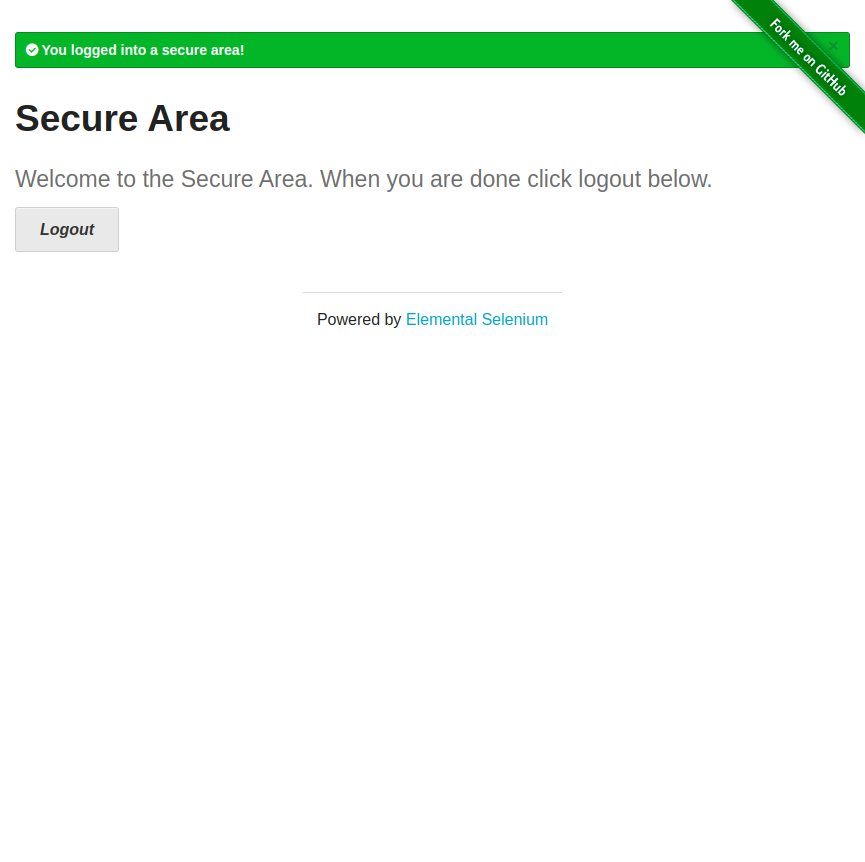 You logged into a secure area!
×
Fork me on GitHub
Secure Area
Welcome to the Secure Area. When you are done click logout below.
Logout
Powered by Elemental Selenium